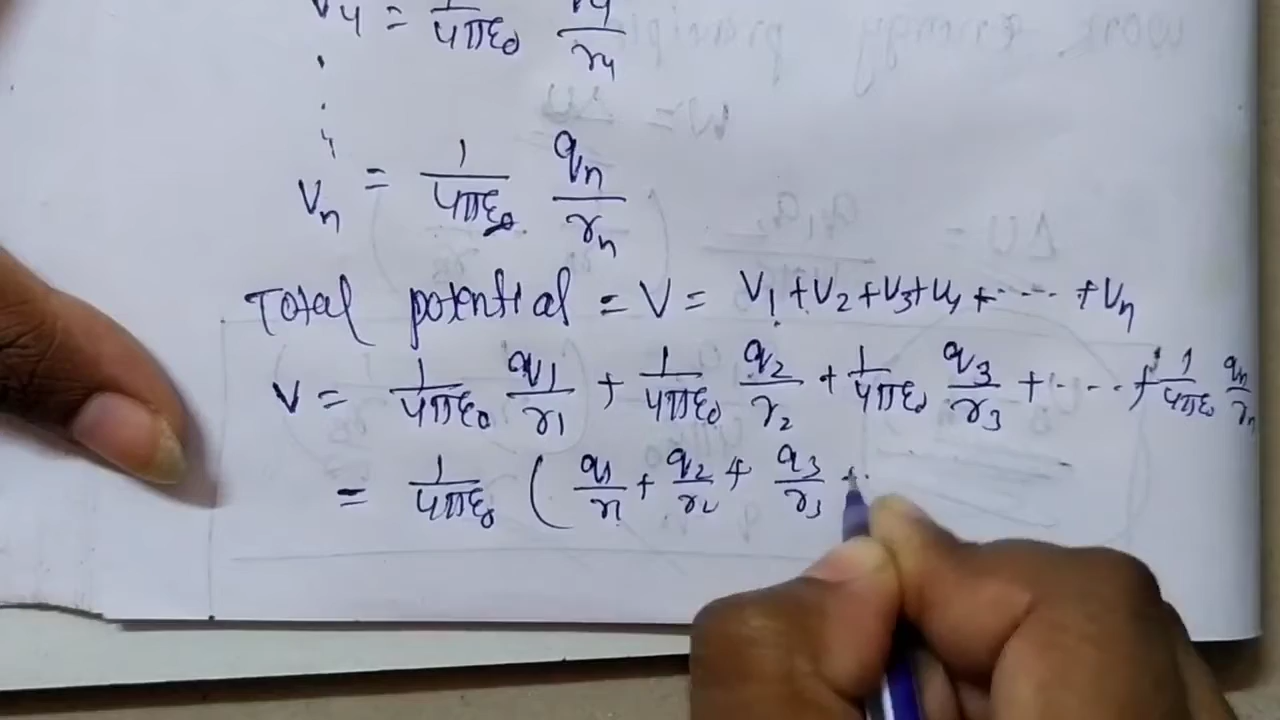 V4 = 1/4πε0 q4/r4
.
.
.
Vn = 1/4πε0 qn/rn
Total potential = V = V1 + V2 + V3 + V4 + ---- + Vn
V = 1/4πε0 q1/r1 + 1/4πε0 q2/r2 + 1/4πε0 q3/r3 + ---- + 1/4πε0 qn/rn
= 1/4πε0 ( q1/r1 + q2/r2 + q3/r3 +